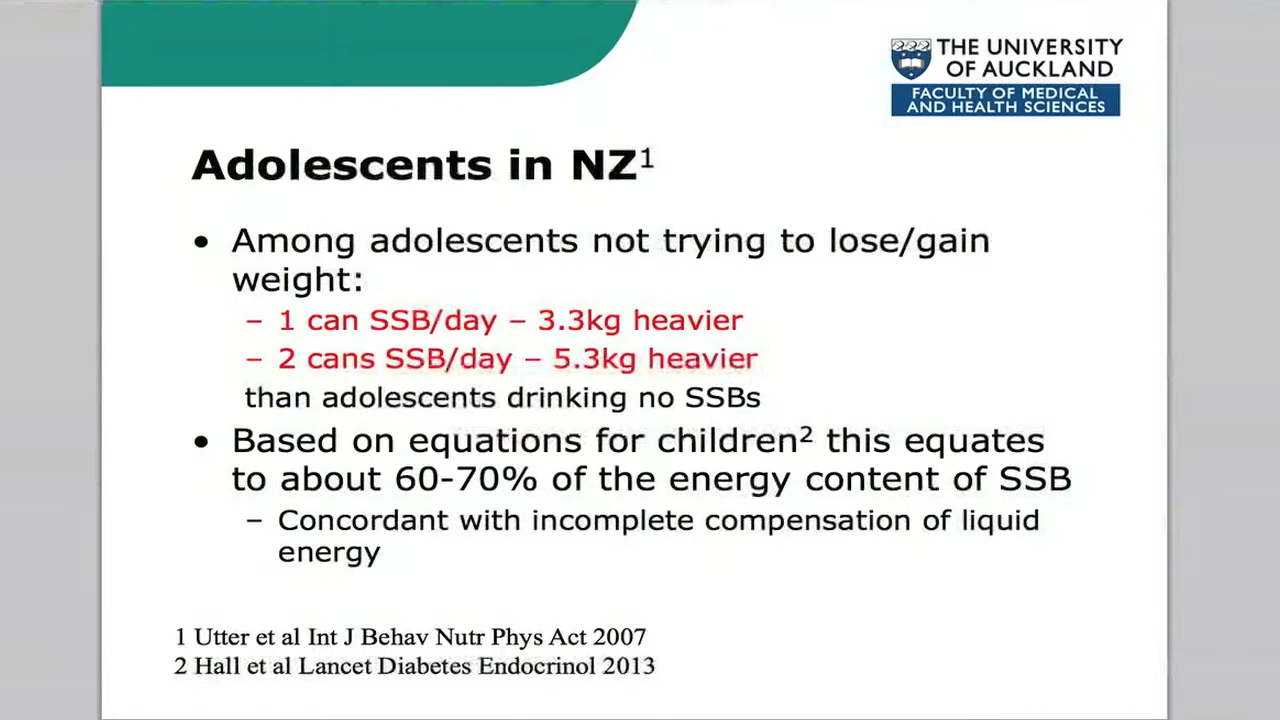 THE UNIVERSITY
OF AUCKLAND
FACULTY OF MEDICAL
AND HEALTH SCIENCES
Adolescents in NZ¹
• Among adolescents not trying to lose/gain
weight:
– 1 can SSB/day – 3.3kg heavier
– 2 cans SSB/day – 5.3kg heavier
than adolescents drinking no SSBs
• Based on equations for children² this equates
to about 60-70% of the energy content of SSB
– Concordant with incomplete compensation of liquid
energy
1 Utter et al Int J Behav Nutr Phys Act 2007
2 Hall et al Lancet Diabetes Endocrinol 2013